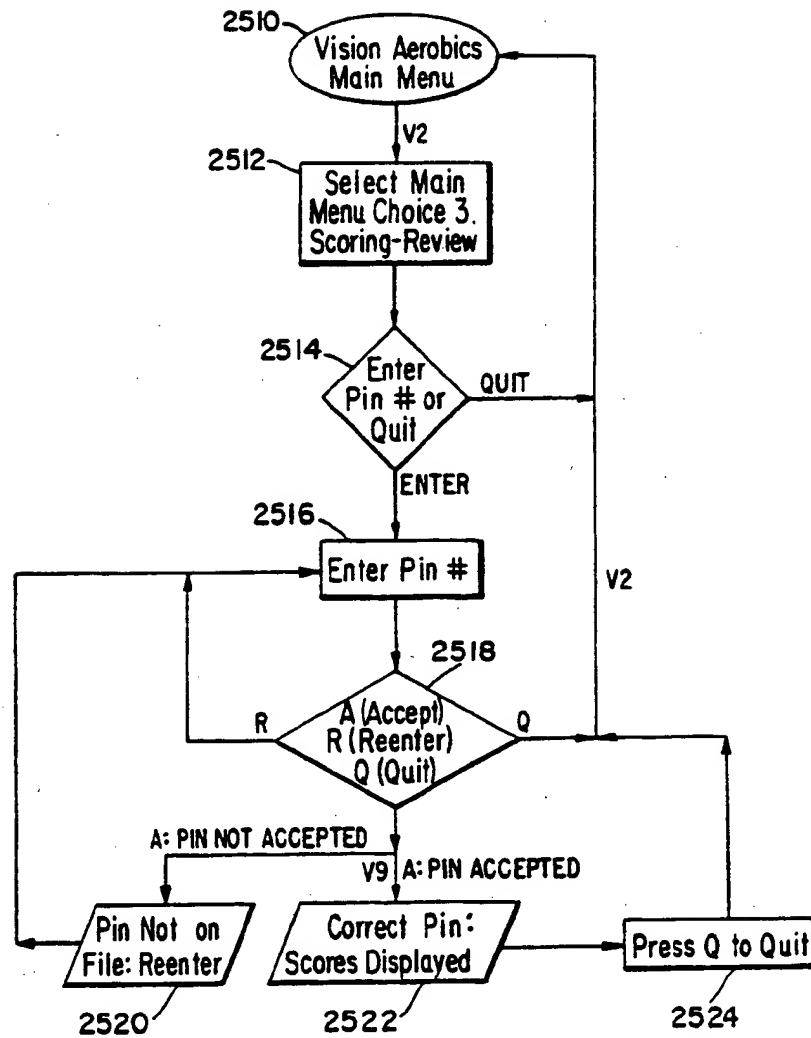 2510
Vision Aerobics
Main Menu
V2
2512
Select Main
Menu Choice 3.
Scoring-Review
2514
Enter
Pin # or
Quit
QUIT
ENTER
2516
Enter Pin #
V2
2518
A (Accept)
R (Reenter)
Q (Quit)
R
Q
A: PIN NOT ACCEPTED
V9
A: PIN ACCEPTED
Pin Not on
File: Reenter
Correct Pin:
Scores Displayed
Press Q to Quit
2520
2522
2524